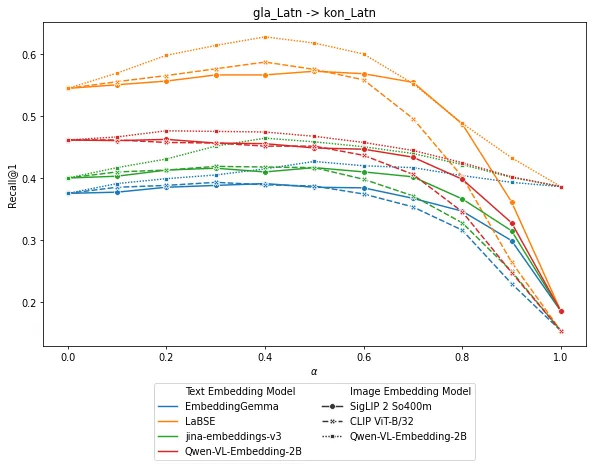 gla_Latn -> kon_Latn
Recall@1
0.6
0.5
0.4
0.3
0.2
0.0 0.2 0.4 0.6 0.8 1.0
α
Text Embedding Model Image Embedding Model
EmbeddingGemma SigLIP 2 So400m
LaBSE CLIP ViT-B/32
jina-embeddings-v3 Qwen-VL-Embedding-2B
Qwen-VL-Embedding-2B